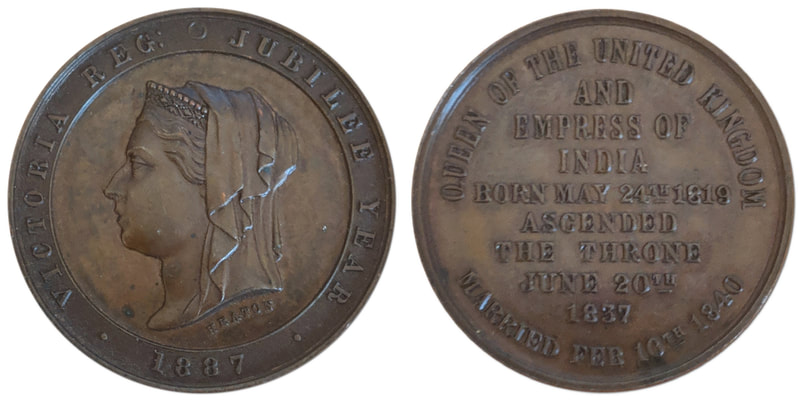 VICTORIA REG: JUBILEE YEAR
· 1887 ·
HEATON
QUEEN OF THE UNITED KINGDOM
AND
EMPRESS OF
INDIA
BORN MAY 24TH 1819
ASCENDED
THE THRONE
JUNE 20TH
1837
MARRIED FEB 10TH 1840